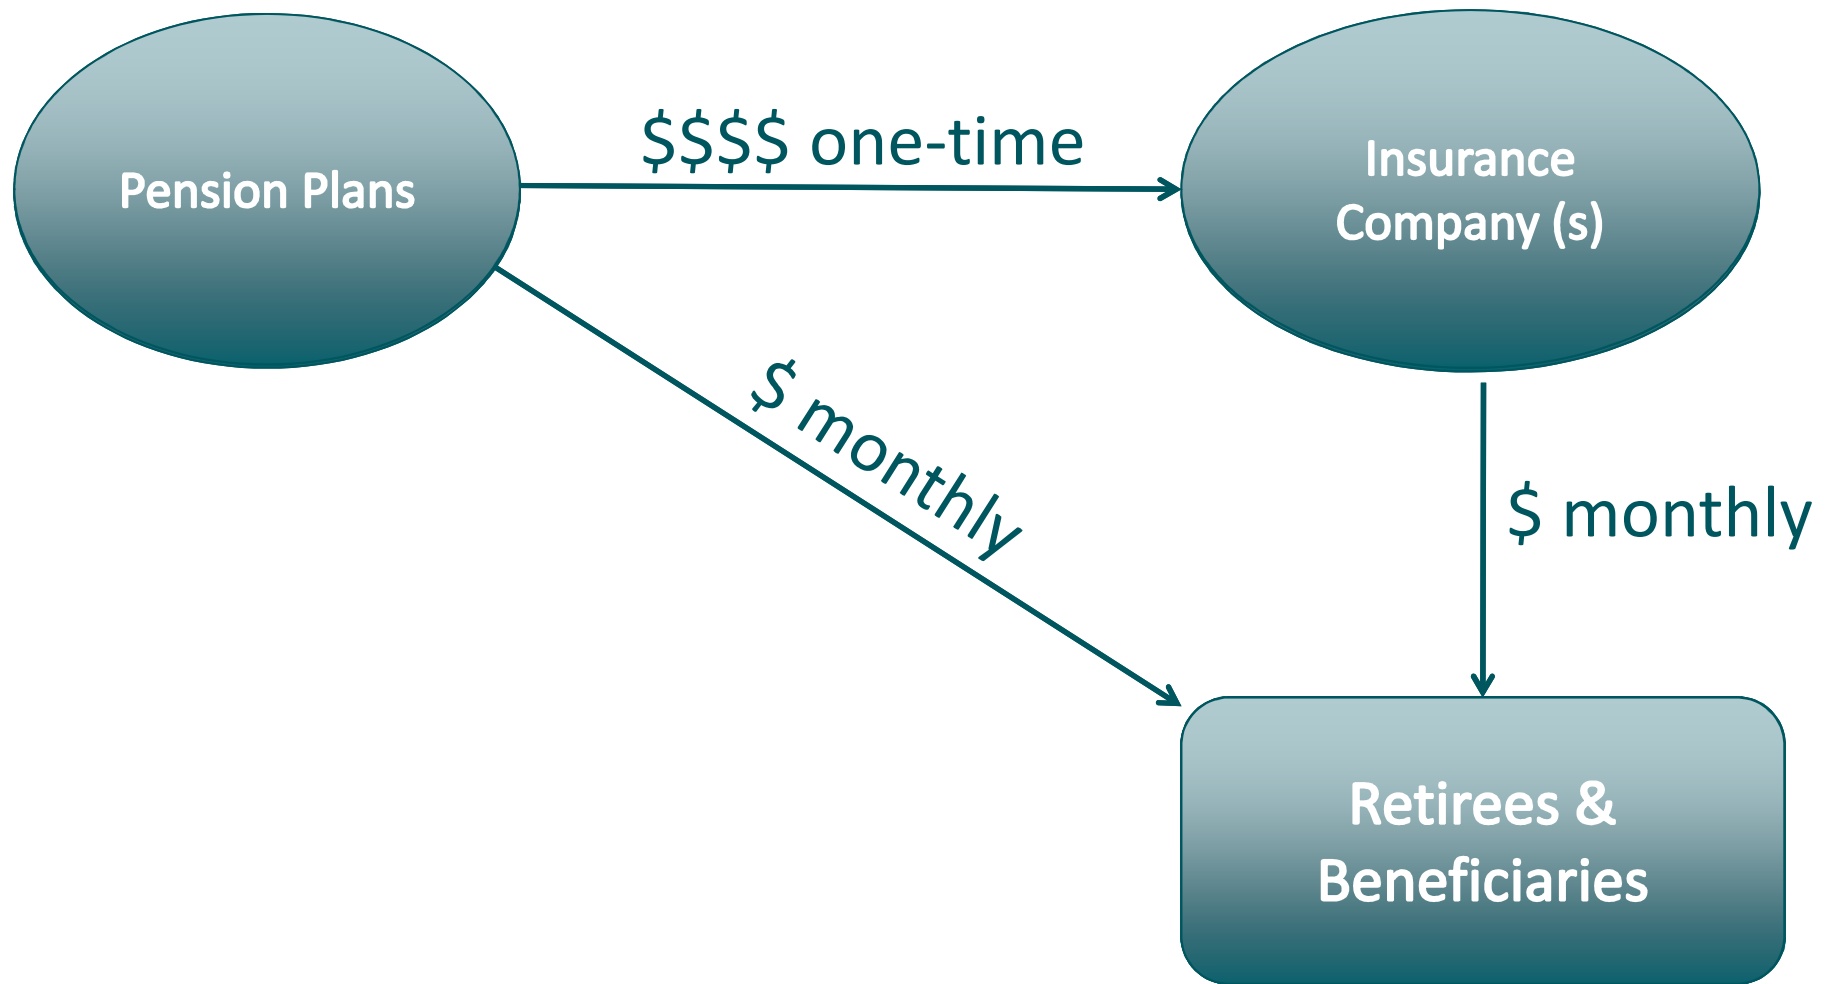 $$$$ one-time
Pension Plans
Insurance
Company (s)
$ monthly
$ monthly
Retirees &
Beneficiaries